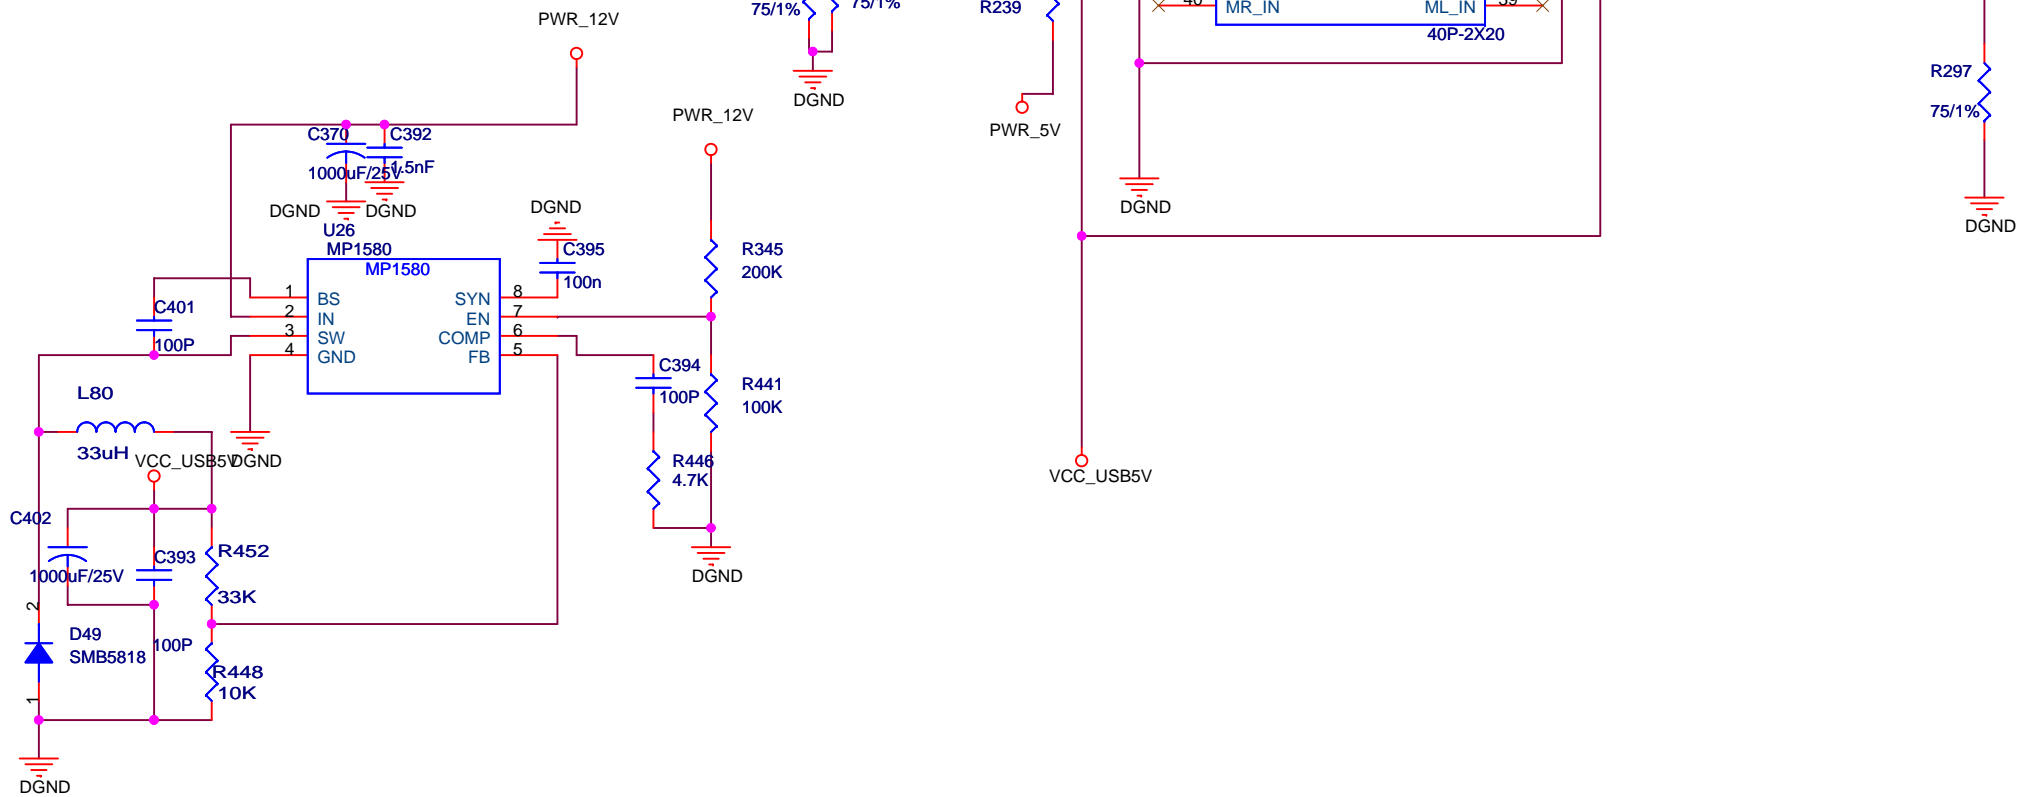 PWR_12V
75/1%
75/1%
R239
40
MR_IN
ML_IN
39
40P-2X20
R297
75/1%
DGND
PWR_12V
PWR_5V
C370
C392
1.5nF
1000uF/25V
DGND
DGND
DGND
DGND
DGND
U26
MP1580
MP1580
C395
100n
R345
200K
C401
100P
1
BS
2
IN
3
SW
4
GND
SYN
8
EN
7
COMP
6
FB
5
C394
100P
R441
100K
L80
33uH
VCC_USB5V
DGND
R446
4.7K
VCC_USB5V
C402
1000uF/25V
C393
100P
R452
33K
DGND
2
D49
SMB5818
1
R448
10K
DGND